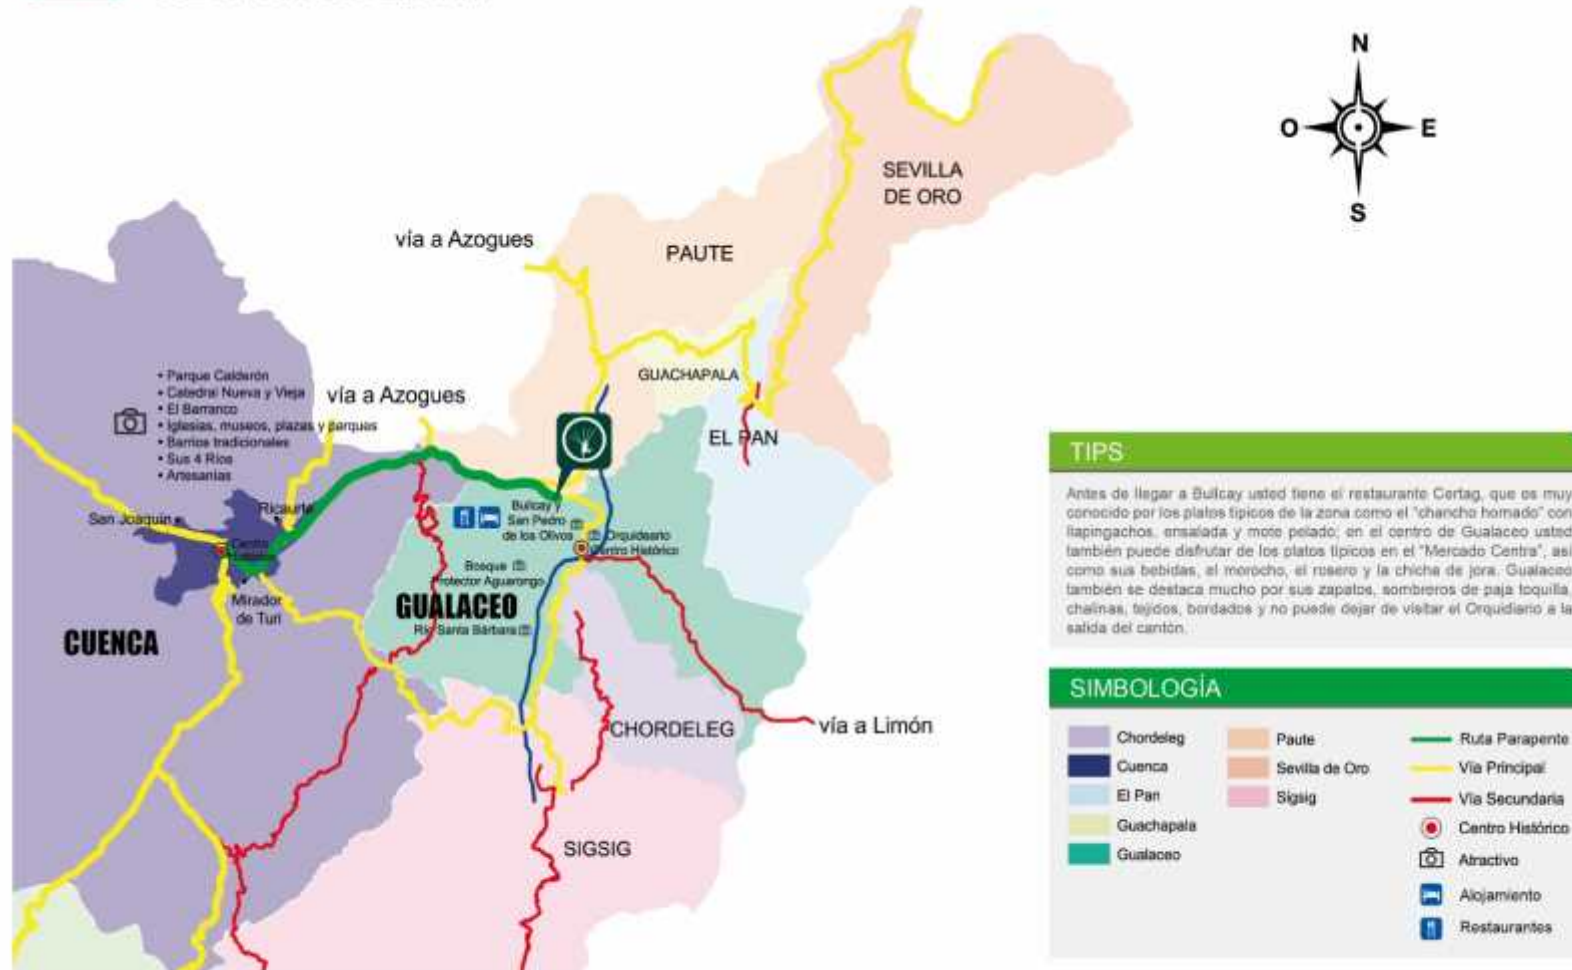 N
O
E
S
SEVILLA
DE ORO
vía a Azogues
PAUTE
• Parque Calderón
• Catedral Nueva y Vieja
• El Barranco
• Iglesias, museos, plazas y parques
• Barrios tradicionales
• Sus 4 Ríos
• Artesanías
vía a Azogues
GUACHAPALA
EL PAN
San Joaquín
Ricaurte
Centro
Mirador
de Turi
CUENCA
Bullcay y
San Pedro
de los Olivos
Orquideario
Centro Histórico
Bosque
Protector Aguarongo
GUALACEO
Río Santa Bárbara
CHORDELEG
vía a Limón
SIGSIG
TIPS
Antes de llegar a Bullcay usted tiene el restaurante Certag, que es muy
conocido por los platos típicos de la zona como el "chancho hornado" con
llapingachos, ensalada y mote pelado; en el centro de Gualaceo usted
también puede disfrutar de los platos típicos en el "Mercado Centra", así
como sus bebidas, el morocho, el rosero y la chicha de jora. Gualaceo
también se destaca mucho por sus zapatos, sombreros de paja toquilla,
chalinas, tejidos, bordados y no puede dejar de visitar el Orquidiario a la
salida del cantón.
SIMBOLOGÍA
Chordeleg
Cuenca
El Pan
Guachapala
Gualaceo
Paute
Sevilla de Oro
Sigsig
Ruta Parapente
Vía Principal
Vía Secundaria
Centro Histórico
Atractivo
Alojamiento
Restaurantes